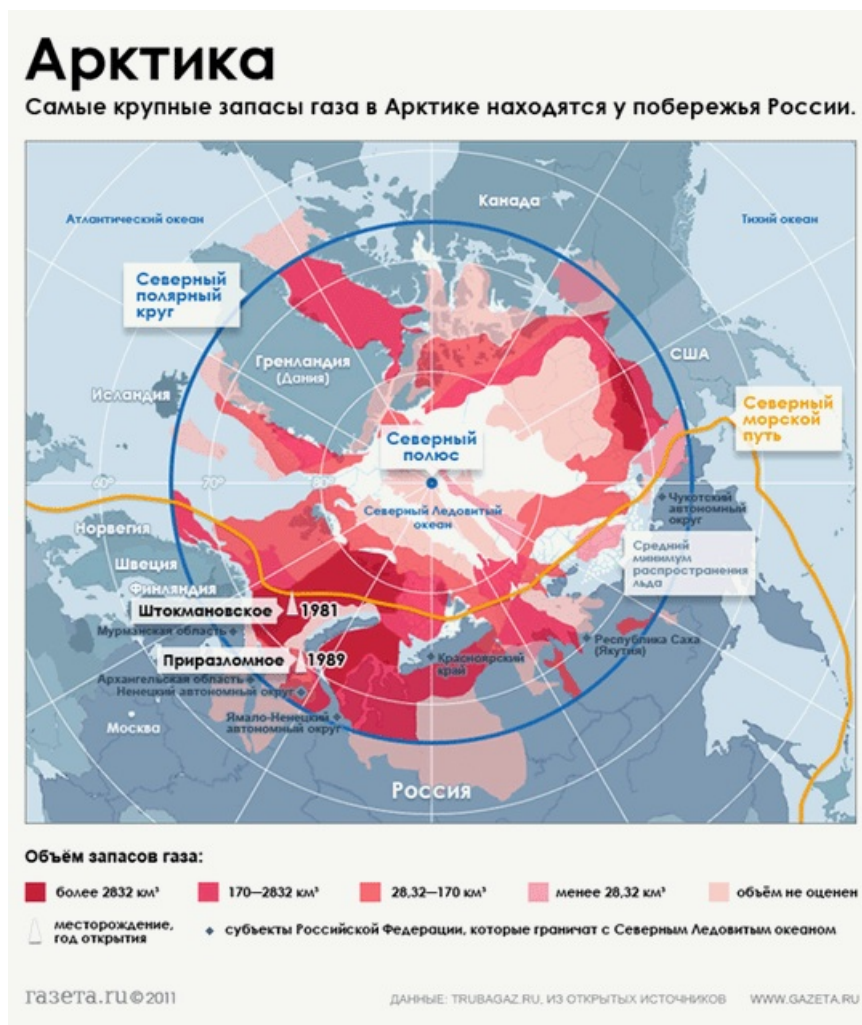 Арктика
Самые крупные запасы газа в Арктике находятся у побережья России.
Канада
Атлантический океан
Тихий океан
Северный
полярный
круг
Гренландия
(Дания)
США
Исландия
Северный
морской
путь
Северный
полюс
60°
70°
80°
Северный Ледовитый
океан
Чукотский
автономный
округ
Норвегия
Швеция
Финляндия
Средний
минимум
распространения
льда
Штокмановское
1981
Мурманская область
Республика Саха
(Якутия)
Приразломное
1989
Красноярский
край
Архангельская область
Ненецкий автономный округ
Ямало-Ненецкий
автономный округ
Москва
Россия
Объём запасов газа:
более 2832 км³
170—2832 км³
28,32—170 км³
менее 28,32 км³
объём не оценен
месторождение,
год открытия
субъекты Российской Федерации, которые граничат с Северным Ледовитым океаном
газета.ru © 2011
ДАННЫЕ: TRUBAGAZ.RU, ИЗ ОТКРЫТЫХ ИСТОЧНИКОВ
WWW.GAZETA.RU